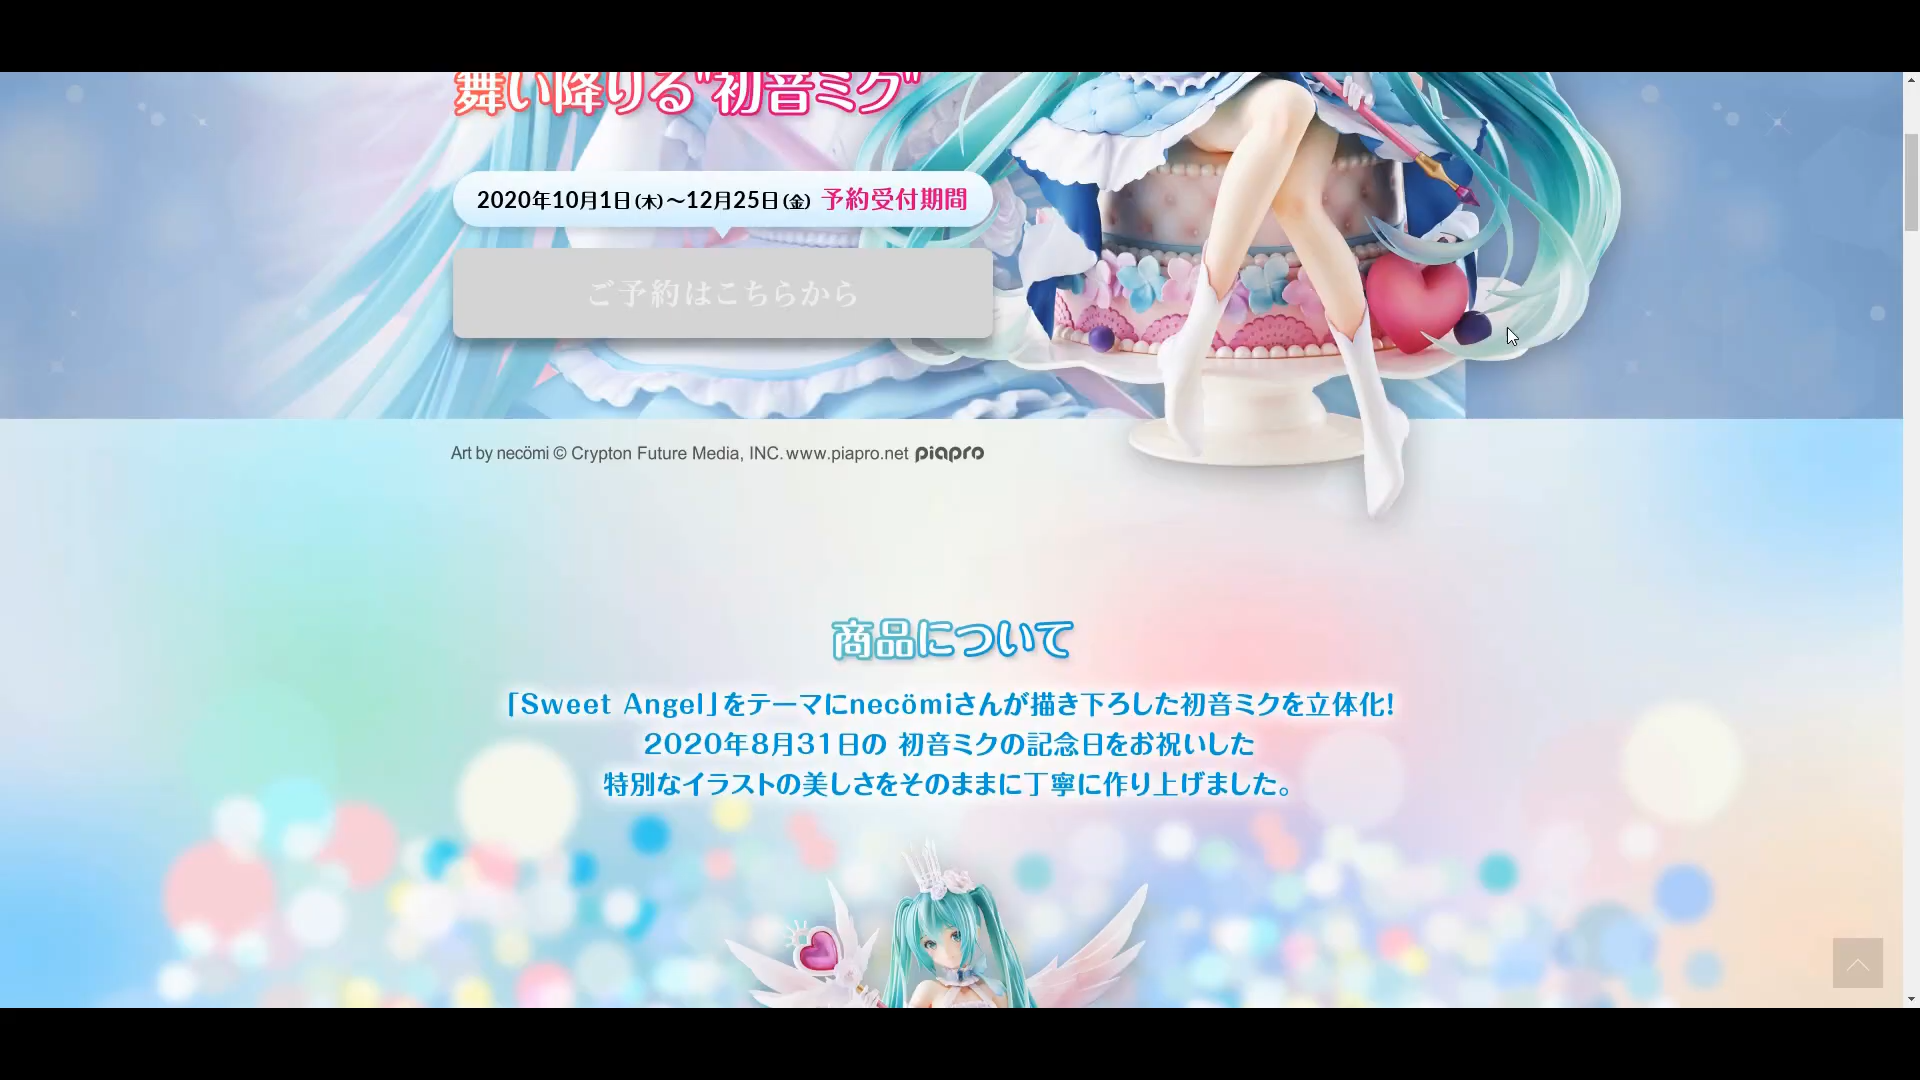 舞い降りる"初音ミク"
2020年10月1日(木)～12月25日(金) 予約受付期間
ご予約はこちらから
Art by necömi © Crypton Future Media, INC. www.piapro.net piapro
商品について
「Sweet Angel」をテーマにnecömiさんが描き下ろした初音ミクを立体化!
2020年8月31日の 初音ミクの記念日をお祝いした
特別なイラストの美しさをそのままに丁寧に作り上げました。